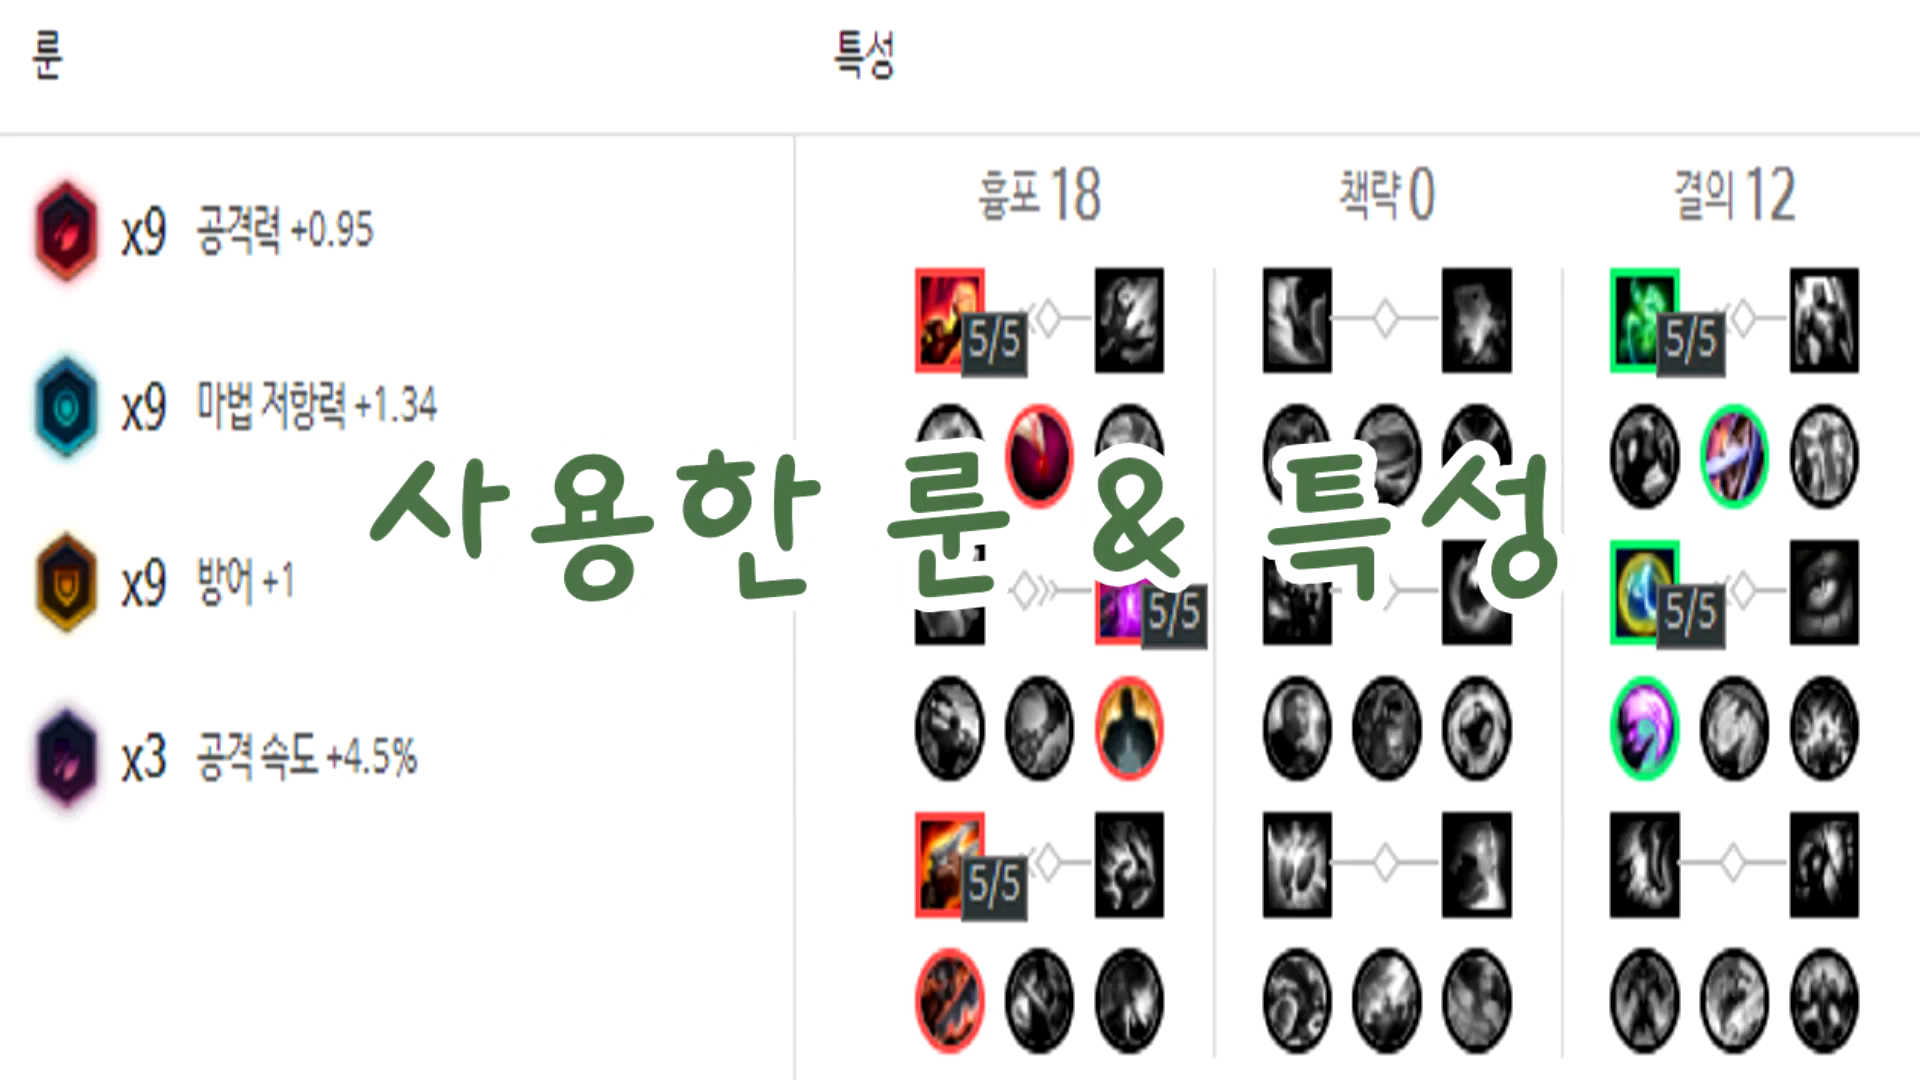 룬
특성
x9 공격력 +0.95
x9 마법 저항력 +1.34
x9 방어 +1
x3 공격 속도 +4.5%
흉포 18
책략 0
결의 12
5/5
5/5
사용한 룬 & 특성
5/5
5/5
5/5